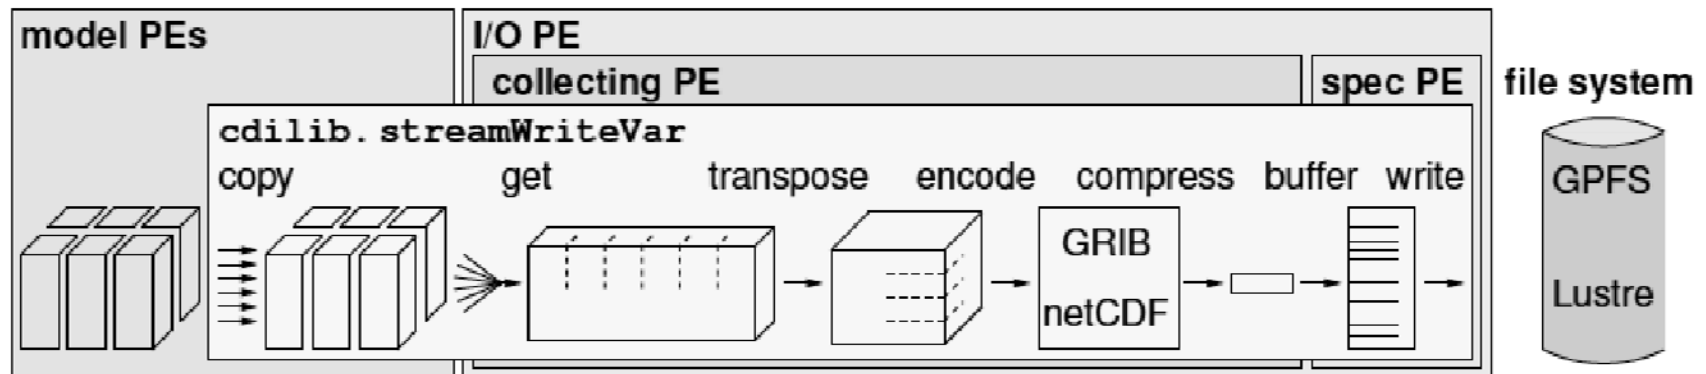 model PEs
I/O PE
collecting PE
spec PE
file system
cdilib. streamWriteVar
copy get transpose encode compress buffer write
GPFS
GRIB
netCDF
Lustre